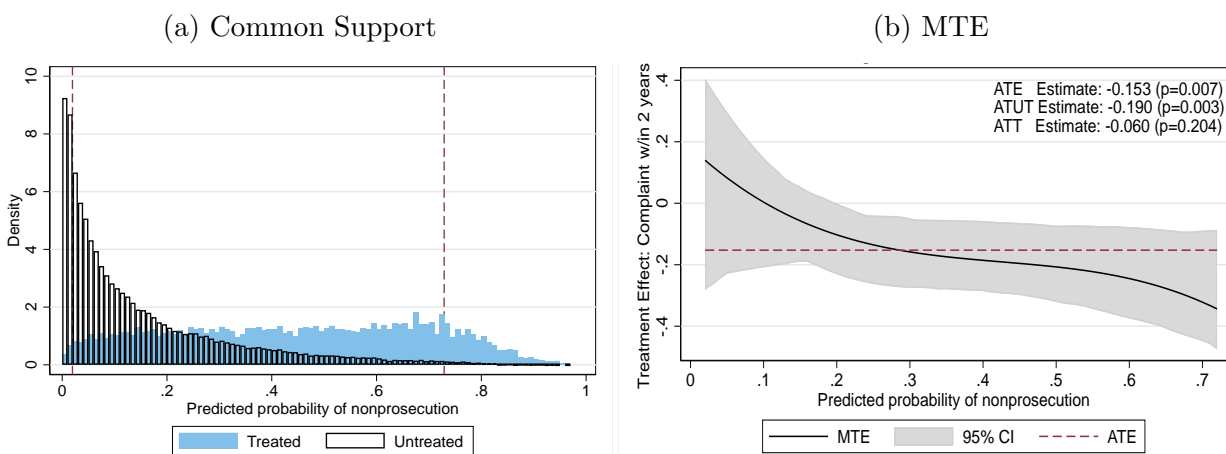 (a) Common Support
(b) MTE
10
8
6
4
2
0
Density
0
.2
.4
.6
.8
1
Predicted probability of nonprosecution
Treated
Untreated
.4
.2
0
-.2
-.4
Treatment Effect: Complaint w/in 2 years
ATE Estimate: -0.153 (p=0.007)
ATUT Estimate: -0.190 (p=0.003)
ATT Estimate: -0.060 (p=0.204)
0
.1
.2
.3
.4
.5
.6
.7
Predicted probability of nonprosecution
MTE
95% CI
ATE